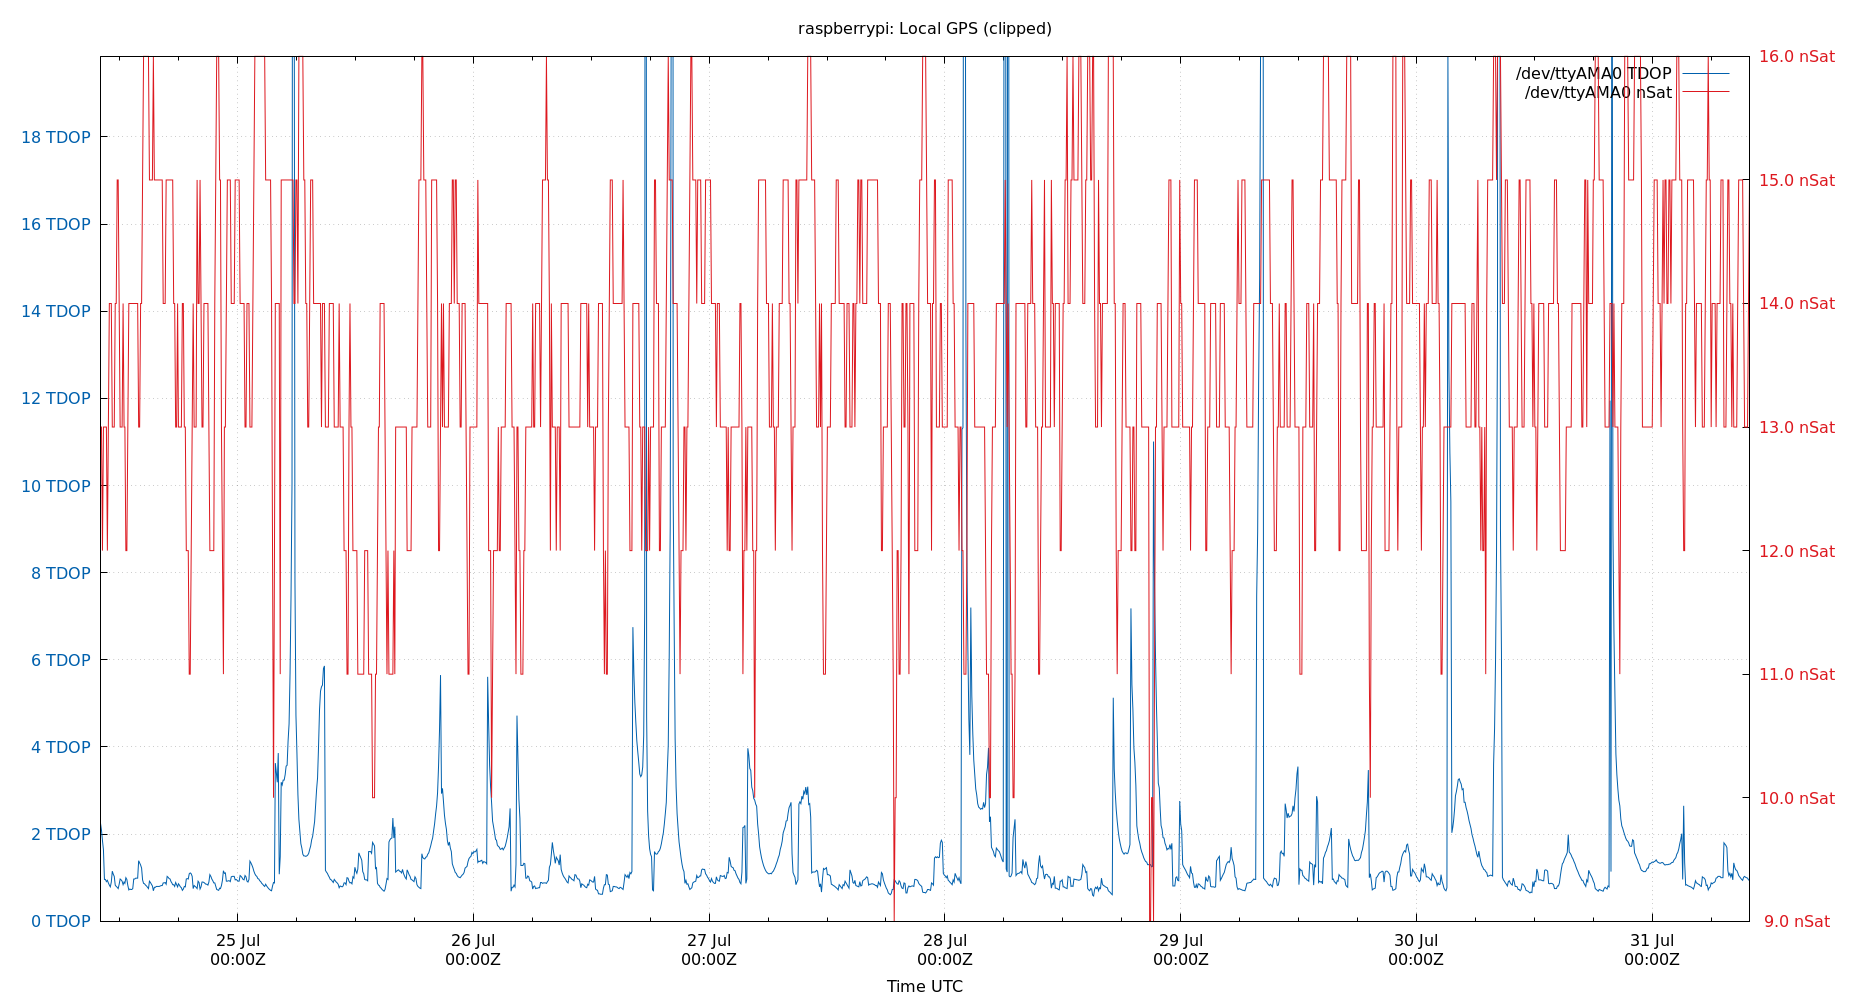 raspberrypi: Local GPS (clipped)
16.0 nSat
/dev/ttyAMA0 TDOP
/dev/ttyAMA0 nSat
18 TDOP
15.0 nSat
16 TDOP
14.0 nSat
14 TDOP
12 TDOP
13.0 nSat
10 TDOP
12.0 nSat
8 TDOP
6 TDOP
11.0 nSat
4 TDOP
10.0 nSat
2 TDOP
0 TDOP
9.0 nSat
25 Jul 26 Jul 27 Jul 28 Jul 29 Jul 30 Jul 31 Jul
00:00Z 00:00Z 00:00Z 00:00Z 00:00Z 00:00Z 00:00Z
Time UTC